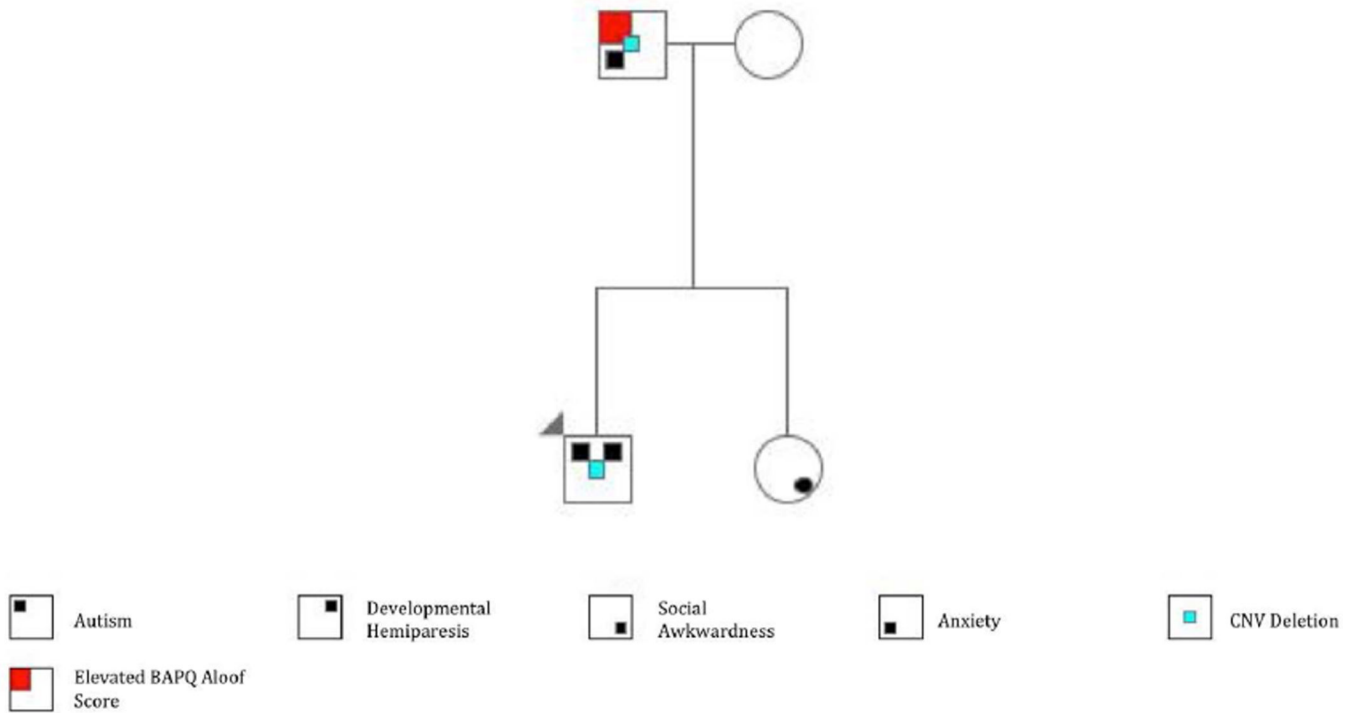 Autism
Developmental
Hemiparesis
Social
Awkwardness
Anxiety
CNV Deletion
Elevated BAPQ Aloof
Score